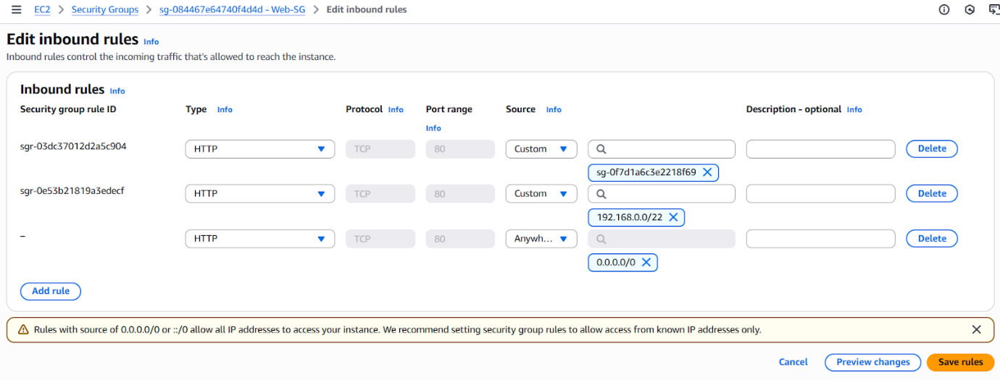 EC2 > Security Groups > sg-084467e64740f4d4d - Web-SG > Edit inbound rules
Edit inbound rules Info
Inbound rules control the incoming traffic that's allowed to reach the instance.
Inbound rules Info
Security group rule ID Type Info Protocol Info Port range Source Info Description - optional Info
Info
sgr-03dc37012d2a5c904 HTTP TCP 80 Custom Delete
sg-0f7d1a6c3e2218f69
sgr-0e53b21819a3edecf HTTP TCP 80 Custom Delete
192.168.0.0/22
– HTTP TCP 80 Anywh... Delete
0.0.0.0/0
Add rule
Rules with source of 0.0.0.0/0 or ::/0 allow all IP addresses to access your instance. We recommend setting security group rules to allow access from known IP addresses only.
Cancel Preview changes Save rules